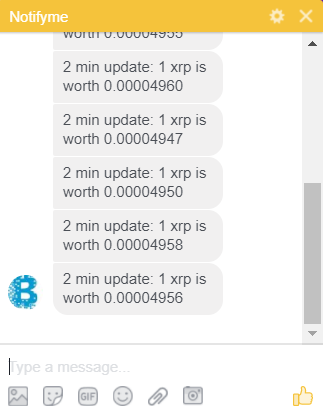 Notifyme
worth 0.00004955
2 min update: 1 xrp is
worth 0.00004960
2 min update: 1 xrp is
worth 0.00004947
2 min update: 1 xrp is
worth 0.00004950
2 min update: 1 xrp is
worth 0.00004958
2 min update: 1 xrp is
worth 0.00004956
Type a message...
GIF